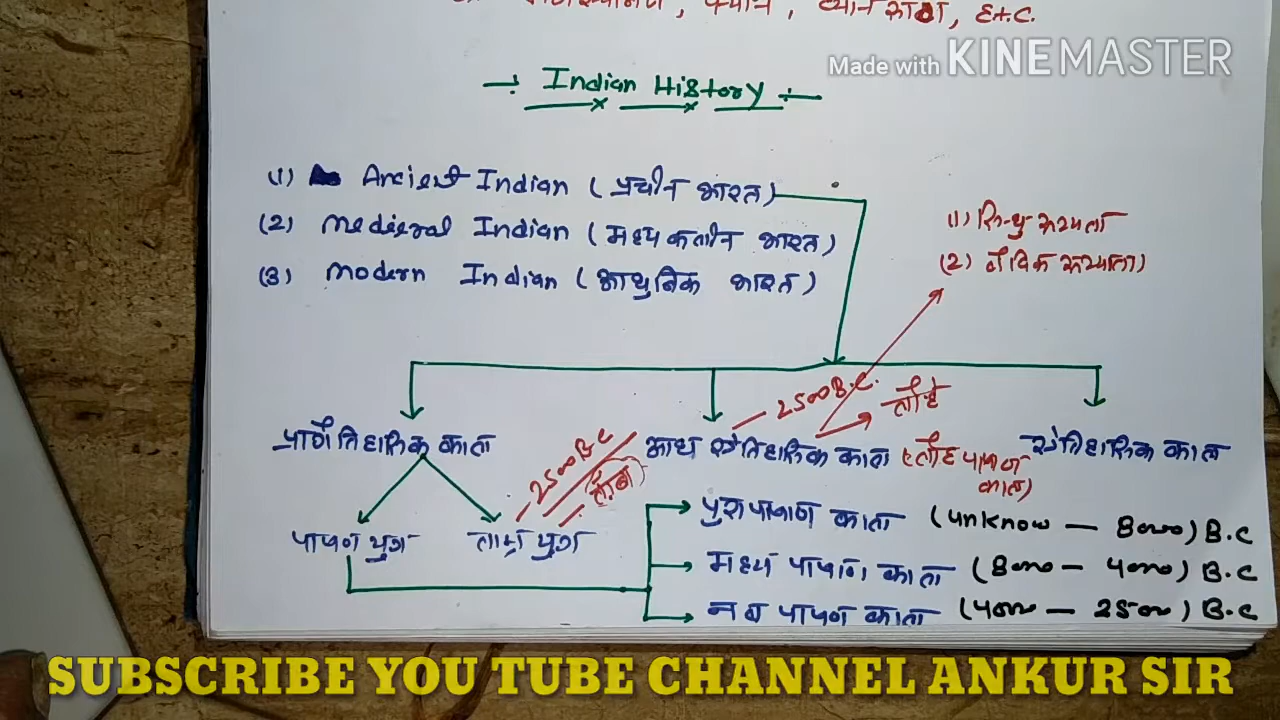 Etc.
Made with KINEMASTER
Indian History
(1) Ancient Indian (प्राचीन भारत)
(2) Medieval Indian (मध्यकालीन भारत)
(3) Modern Indian (आधुनिक भारत)
(1) सिन्धु सभ्यता
(2) वैदिक सभ्यता
2500 B.C.
लोहे
प्रागैतिहासिक काल
2500 B.C
ताँबा
आद्य ऐतिहासिक काल
ऐतिहासिक काल
पाषाण युग
ताम्र युग
पुरापाषाण काल (unknow - 8000) B.C
मध्य पाषाण काल (8000 - 4000) B.C
नव पाषाण काल (4000 - 2500) B.C
SUBSCRIBE YOU TUBE CHANNEL ANKUR SIR